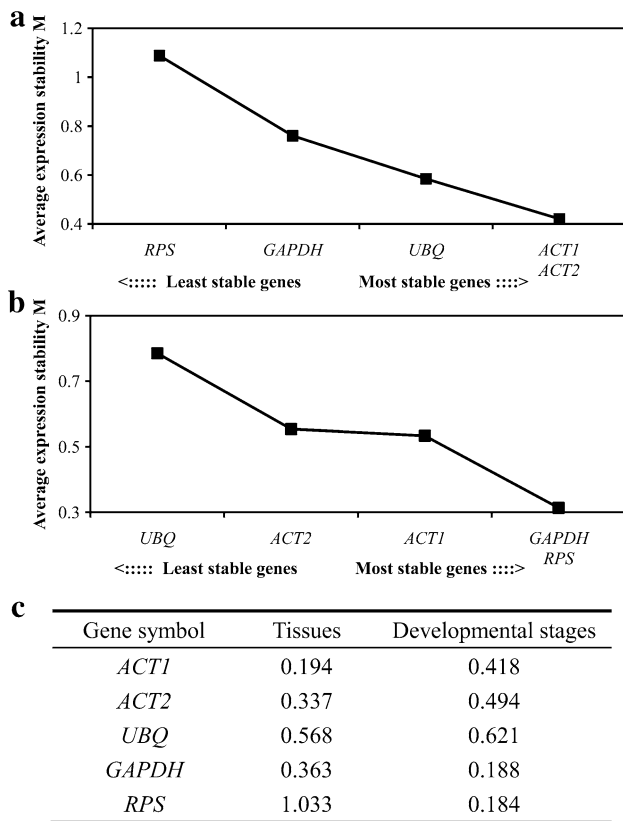 a
Average expression stability M
1.2
1
0.8
0.6
0.4
RPS GAPDH UBQ ACT1
ACT2
<::::: Least stable genes Most stable genes ::::>
b
Average expression stability M
0.9
0.7
0.5
0.3
UBQ ACT2 ACT1 GAPDH
RPS
<::::: Least stable genes Most stable genes ::::>
c
Gene symbol Tissues Developmental stages
ACT1 0.194 0.418
ACT2 0.337 0.494
UBQ 0.568 0.621
GAPDH 0.363 0.188
RPS 1.033 0.184